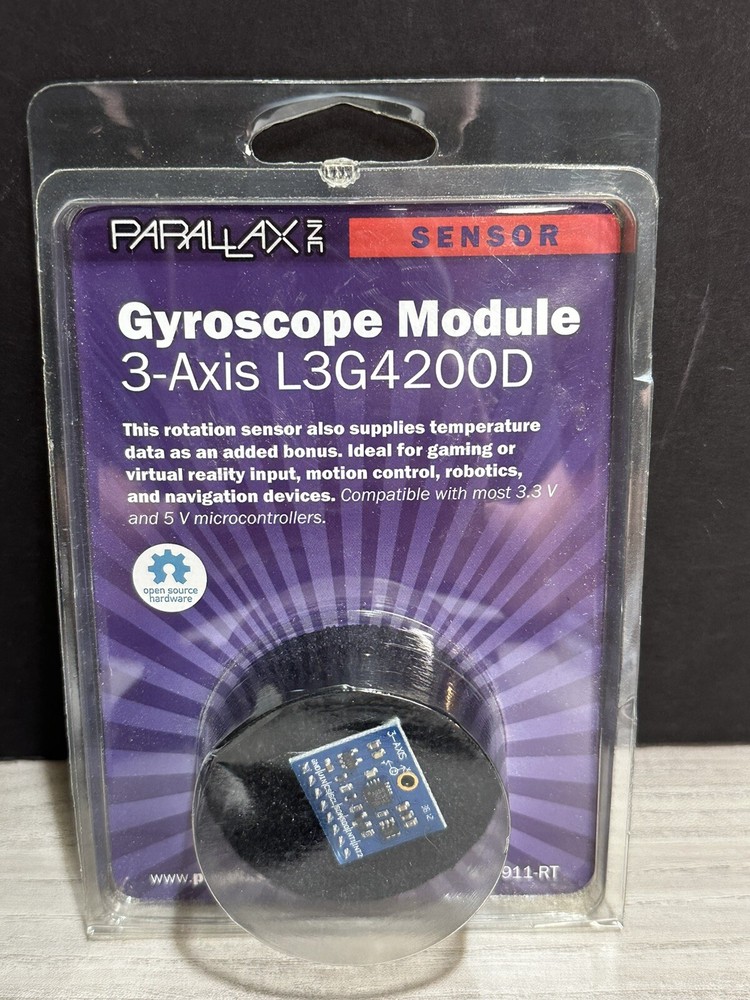 PARALLAX INC
SENSOR
Gyroscope Module
3-Axis L3G4200D
This rotation sensor also supplies temperature
data as an added bonus. Ideal for gaming or
virtual reality input, motion control, robotics,
and navigation devices. Compatible with most 3.3 V
and 5 V microcontrollers.
open source
hardware
3-AXIS
www.p
911-RT